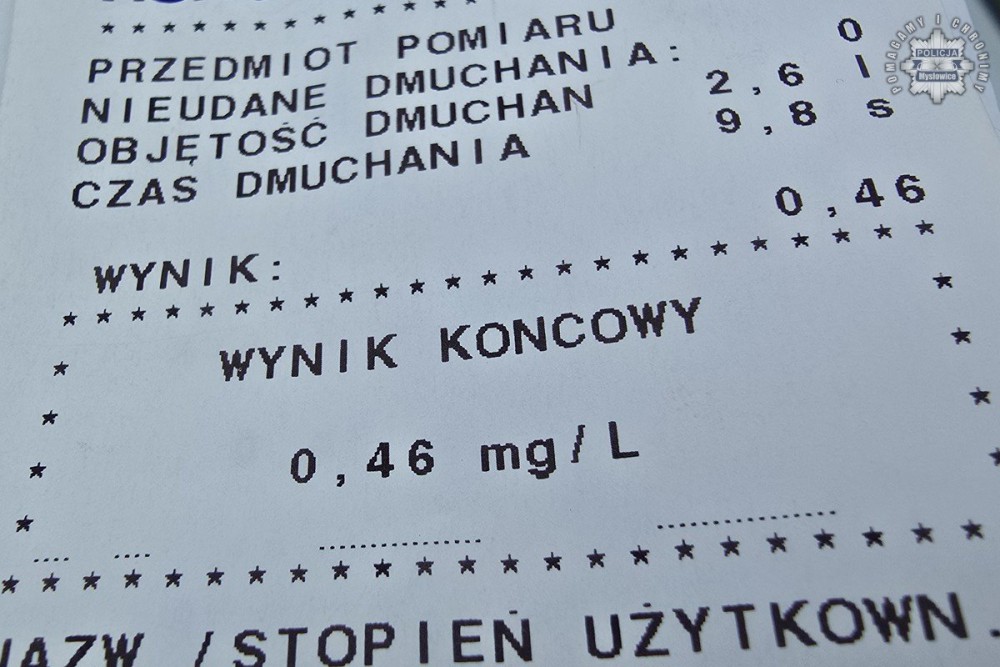 * * * * * * * * * * *
PRZEDMIOT POMIARU
NIEUDANE DMUCHANIA: 0
OBJĘTOŚĆ DMUCHAN 2,6 l
CZAS DMUCHANIA 9,8 s
WYNIK: 0,46
* * * * * * * * * * * * * * * * * * * * * * * *
WYNIK KONCOWY
0,46 mg/L
* * * * * * * * * * * * * * * * * * * * * * * *
/STOPIEŃ UŻYTKOWN.
POMAGAMY I CHRONIMY
POLICJA
Mysłowice